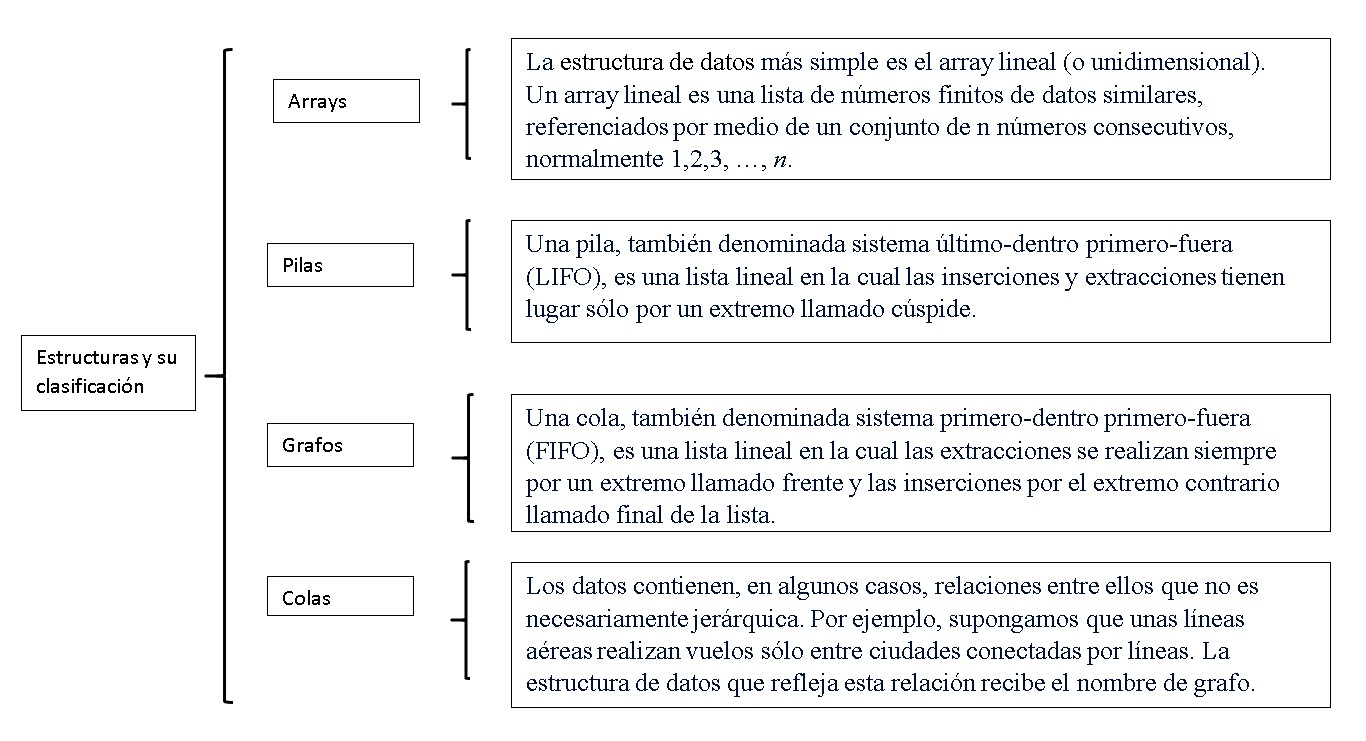 Estructuras y su
clasificación
Arrays
La estructura de datos más simple es el array lineal (o unidimensional).
Un array lineal es una lista de números finitos de datos similares,
referenciados por medio de un conjunto de n números consecutivos,
normalmente 1,2,3, …, n.
Pilas
Una pila, también denominada sistema último-dentro primero-fuera
(LIFO), es una lista lineal en la cual las inserciones y extracciones tienen
lugar sólo por un extremo llamado cúspide.
Grafos
Una cola, también denominada sistema primero-dentro primero-fuera
(FIFO), es una lista lineal en la cual las extracciones se realizan siempre
por un extremo llamado frente y las inserciones por el extremo contrario
llamado final de la lista.
Colas
Los datos contienen, en algunos casos, relaciones entre ellos que no es
necesariamente jerárquica. Por ejemplo, supongamos que unas líneas
aéreas realizan vuelos sólo entre ciudades conectadas por líneas. La
estructura de datos que refleja esta relación recibe el nombre de grafo.